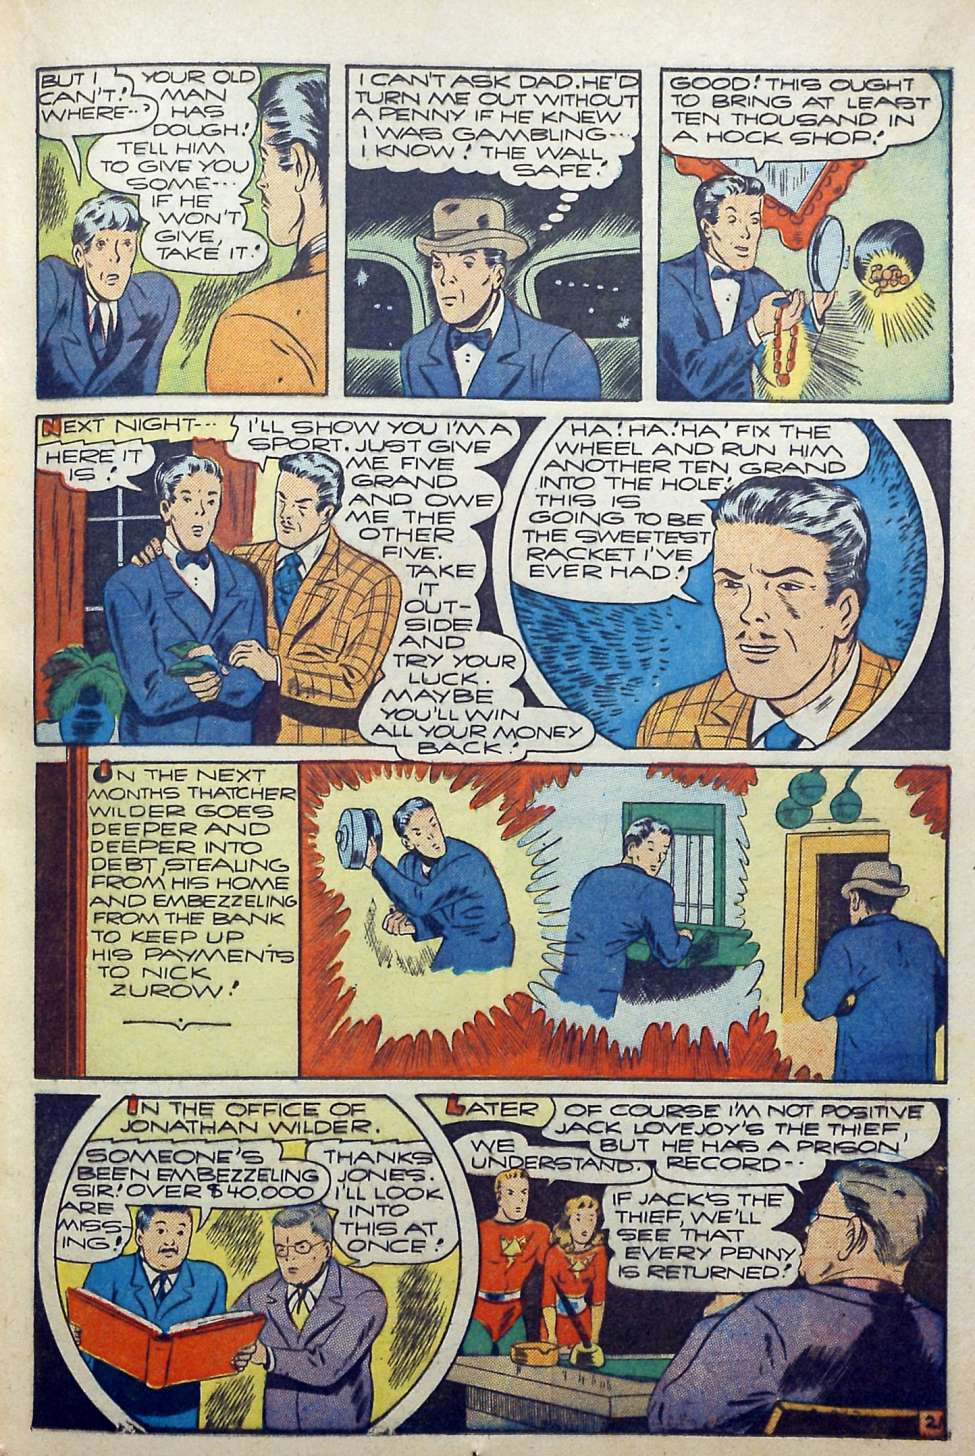 BUT I
CAN'T!
WHERE--?
YOUR OLD
MAN
HAS
DOUGH!
TELL HIM
TO GIVE YOU
SOME---
IF HE
WON'T
GIVE,
TAKE IT!
I CAN'T ASK DAD. HE'D
TURN ME OUT WITHOUT
A PENNY IF HE KNEW
I WAS GAMBLING---
I KNOW! THE WALL
SAFE!
GOOD! THIS OUGHT
TO BRING AT LEAST
TEN THOUSAND IN
A HOCK SHOP!
NEXT NIGHT---
HERE IT
IS!
I'LL SHOW YOU I'M A
SPORT. JUST GIVE
ME FIVE
GRAND
AND OWE
ME THE
OTHER
FIVE.
TAKE
IT
OUT-
SIDE
AND
TRY YOUR
LUCK.
MAYBE
YOU'LL WIN
ALL YOUR MONEY
BACK!
HA! HA! HA! FIX THE
WHEEL AND RUN HIM
ANOTHER TEN GRAND
INTO THE HOLE!
THIS IS
GOING TO BE
THE SWEETEST
RACKET I'VE
EVER HAD!
IN THE NEXT
MONTHS THATCHER
WILDER GOES
DEEPER AND
DEEPER INTO
DEBT, STEALING
FROM HIS HOME
AND EMBEZZELING
FROM THE BANK
TO KEEP UP
HIS PAYMENTS
TO NICK
ZUROW!
IN THE OFFICE OF
JONATHAN WILDER.
SOMEONE'S
BEEN EMBEZZELING
SIR! OVER $40,000
ARE
MISS-
ING!
THANKS
JONES.
I'LL LOOK
INTO
THIS AT
ONCE!
LATER
WE
UNDERSTAND.
OF COURSE I'M NOT POSITIVE
JACK LOVEJOY'S THE THIEF,
BUT HE HAS A PRISON
RECORD---
IF JACK'S THE
THIEF, WE'LL
SEE THAT
EVERY PENNY
IS RETURNED!
2